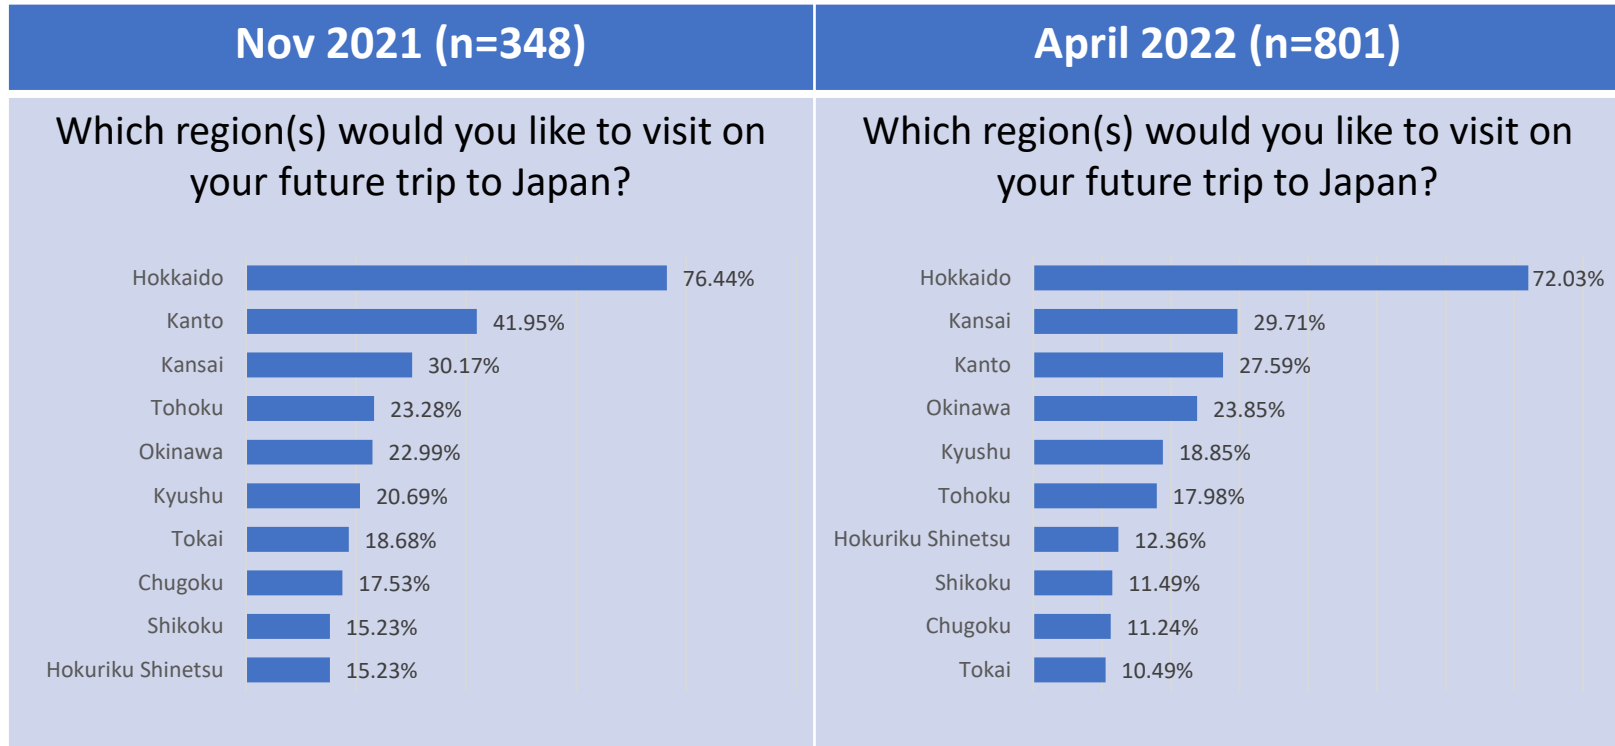 Nov 2021 (n=348)
Which region(s) would you like to visit on
your future trip to Japan?
Hokkaido 76.44%
Kanto 41.95%
Kansai 30.17%
Tohoku 23.28%
Okinawa 22.99%
Kyushu 20.69%
Tokai 18.68%
Chugoku 17.53%
Shikoku 15.23%
Hokuriku Shinetsu 15.23%
April 2022 (n=801)
Which region(s) would you like to visit on
your future trip to Japan?
Hokkaido 72.03%
Kansai 29.71%
Kanto 27.59%
Okinawa 23.85%
Kyushu 18.85%
Tohoku 17.98%
Hokuriku Shinetsu 12.36%
Shikoku 11.49%
Chugoku 11.24%
Tokai 10.49%